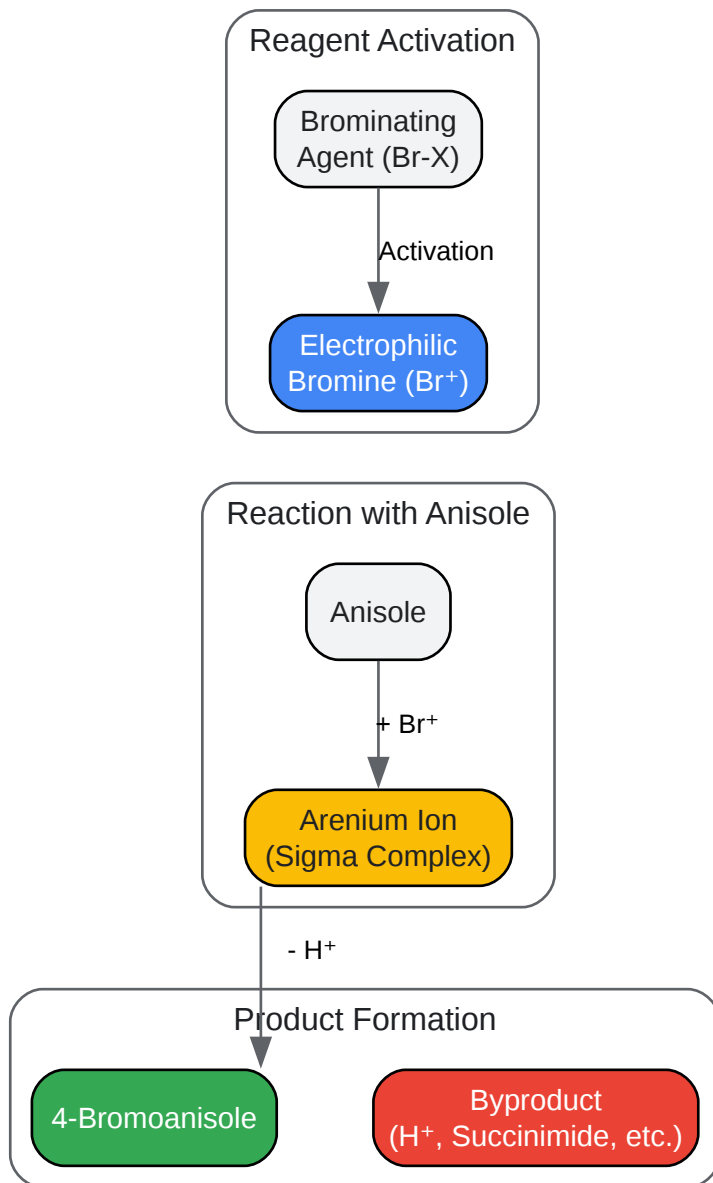 Reagent Activation
Brominating
Agent (Br-X)
Activation
Electrophilic
Bromine (Br⁺)
Reaction with Anisole
Anisole
+ Br⁺
Arenium Ion
(Sigma Complex)
- H⁺
Product Formation
4-Bromoanisole
Byproduct
(H⁺, Succinimide, etc.)